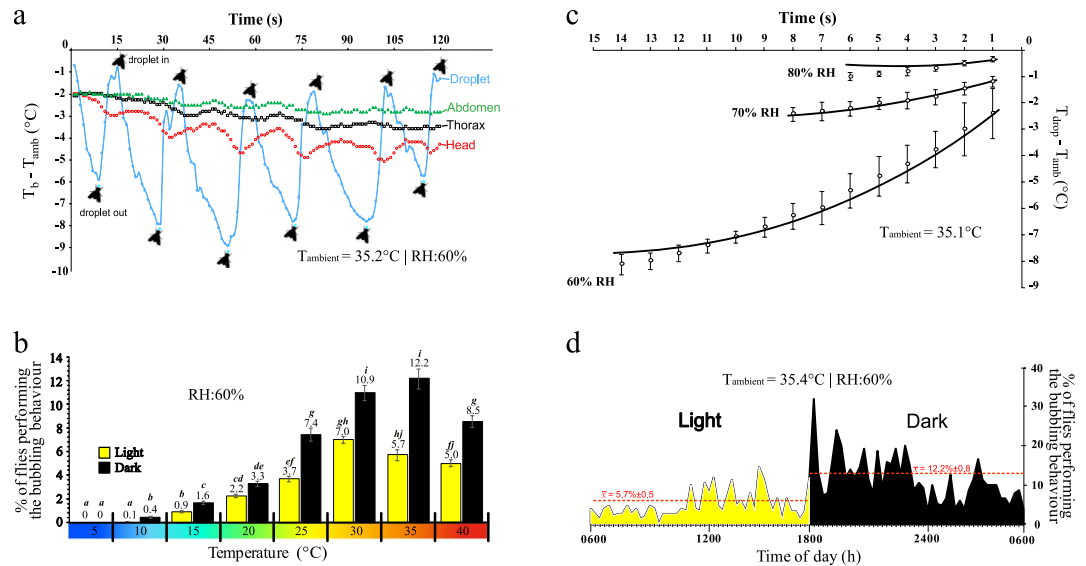 a
Time (s)
0 15 30 45 60 75 90 105 120
0
-1
-2
-3
-4
-5
-6
-7
-8
-9
-10
Tb - Tamb (°C)
droplet in
droplet out
Droplet
Abdomen
Thorax
Head
Tambient = 35.2°C | RH:60%
c
Time (s)
15 14 13 12 11 10 9 8 7 6 5 4 3 2 1
0
-1
-2
-3
-4
-5
-6
-7
-8
-9
Tdrop - Tamb (°C)
80% RH
70% RH
60% RH
Tambient = 35.1°C
b
% of flies performing
the bubbling behaviour
14
12
10
8
6
4
2
0
RH:60%
Light
Dark
a a a b b c cd de ef g gh i hj i fj g
0 0 0.1 0.4 0.9 1.6 2.2 3.3 3.7 7.4 7.0 10.9 5.7 12.2 5.0 8.5
5 10 15 20 25 30 35 40
Temperature (°C)
d
Tambient = 35.4°C | RH:60%
Light
Dark
x̅ = 5.7%±0.5
x̅ = 12.2%±0.8
40
30
20
10
0
% of flies performing
the bubbling behaviour
0600 1200 1800 2400 0600
Time of day (h)